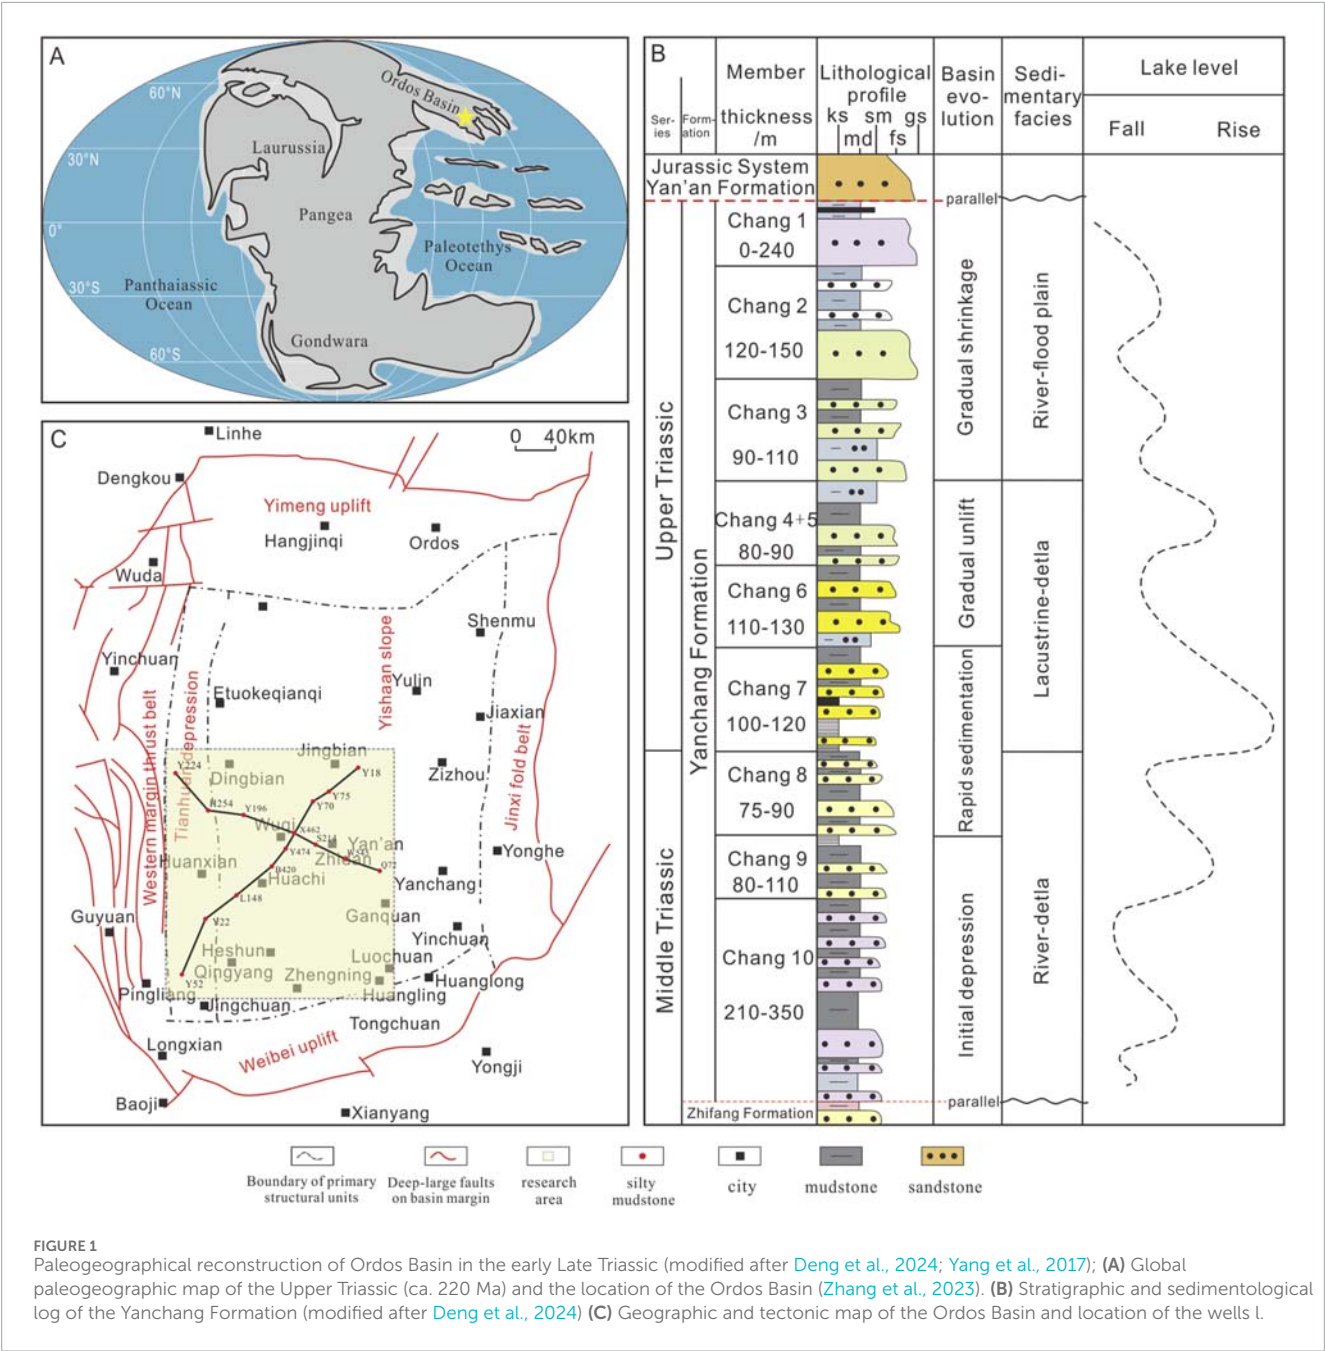 A
60°N
30°N
0°
30°S
60°S
Ordos Basin
Laurussia
Pangea
Paleotethys
Ocean
Panthaiassic
Ocean
Gondwara
B
Ser-
ies
Form-
ation
Member
thickness
/m
Lithological
profile
ks sm gs
md fs
Basin
evo-
lution
Sedi-
mentary
facies
Lake level
Fall Rise
Jurassic System
Yan'an Formation
parallel
Upper Triassic
Middle Triassic
Yanchang Formation
Chang 1
0-240
Chang 2
120-150
Chang 3
90-110
Chang 4+5
80-90
Chang 6
110-130
Chang 7
100-120
Chang 8
75-90
Chang 9
80-110
Chang 10
210-350
Zhifang Formation
parallel
Gradual shrinkage
Gradual unlift
Rapid sedimentation
Initial depression
River-flood plain
Lacustrine-detla
River-detla
C
0 40km
Linhe
Dengkou
Yimeng uplift
Hangjinqi
Ordos
Wuda
Shenmu
Yinchuan
Etuokeqianqi
Yulin
Jiaxian
Yishaan slope
Western margin thrust belt
Tianhuan depression
Jinxi fold belt
Jingbian
Dingbian
Zizhou
Y224
Y18
Y75
Y70
H254
Y196
Wuqi
X462
S214
Yan'an
Zhidan
Y474
Q72
B420
Huanxian
Huachi
L148
Yonghe
Yanchang
Guyuan
Ganquan
Yinchuan
Heshun
Qingyang
Y52
Luochuan
Zhengning
Huangling
Huanglong
Pingliang
Jingchuan
Tongchuan
Longxian
Weibei uplift
Yongji
Baoji
Xianyang
Boundary of primary
structural units
Deep-large faults
on basin margin
research
area
silty
mudstone
city
mudstone
sandstone
FIGURE 1
Paleogeographical reconstruction of Ordos Basin in the early Late Triassic (modified after Deng et al., 2024; Yang et al., 2017); (A) Global
paleogeographic map of the Upper Triassic (ca. 220 Ma) and the location of the Ordos Basin (Zhang et al., 2023). (B) Stratigraphic and sedimentological
log of the Yanchang Formation (modified after Deng et al., 2024) (C) Geographic and tectonic map of the Ordos Basin and location of the wells l.